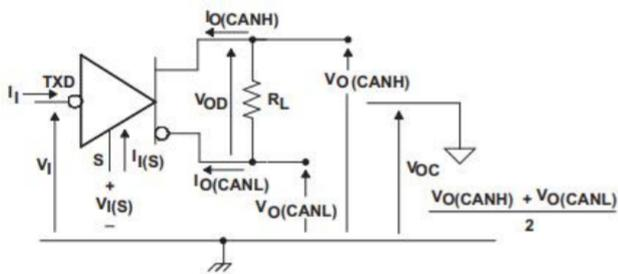 IO(CANH)
TXD
II
VOD
RL
VO(CANH)
S
II(S)
VI
+
VI(S)
–
IO(CANL)
VO(CANL)
VOC
VO(CANH) + VO(CANL)
2